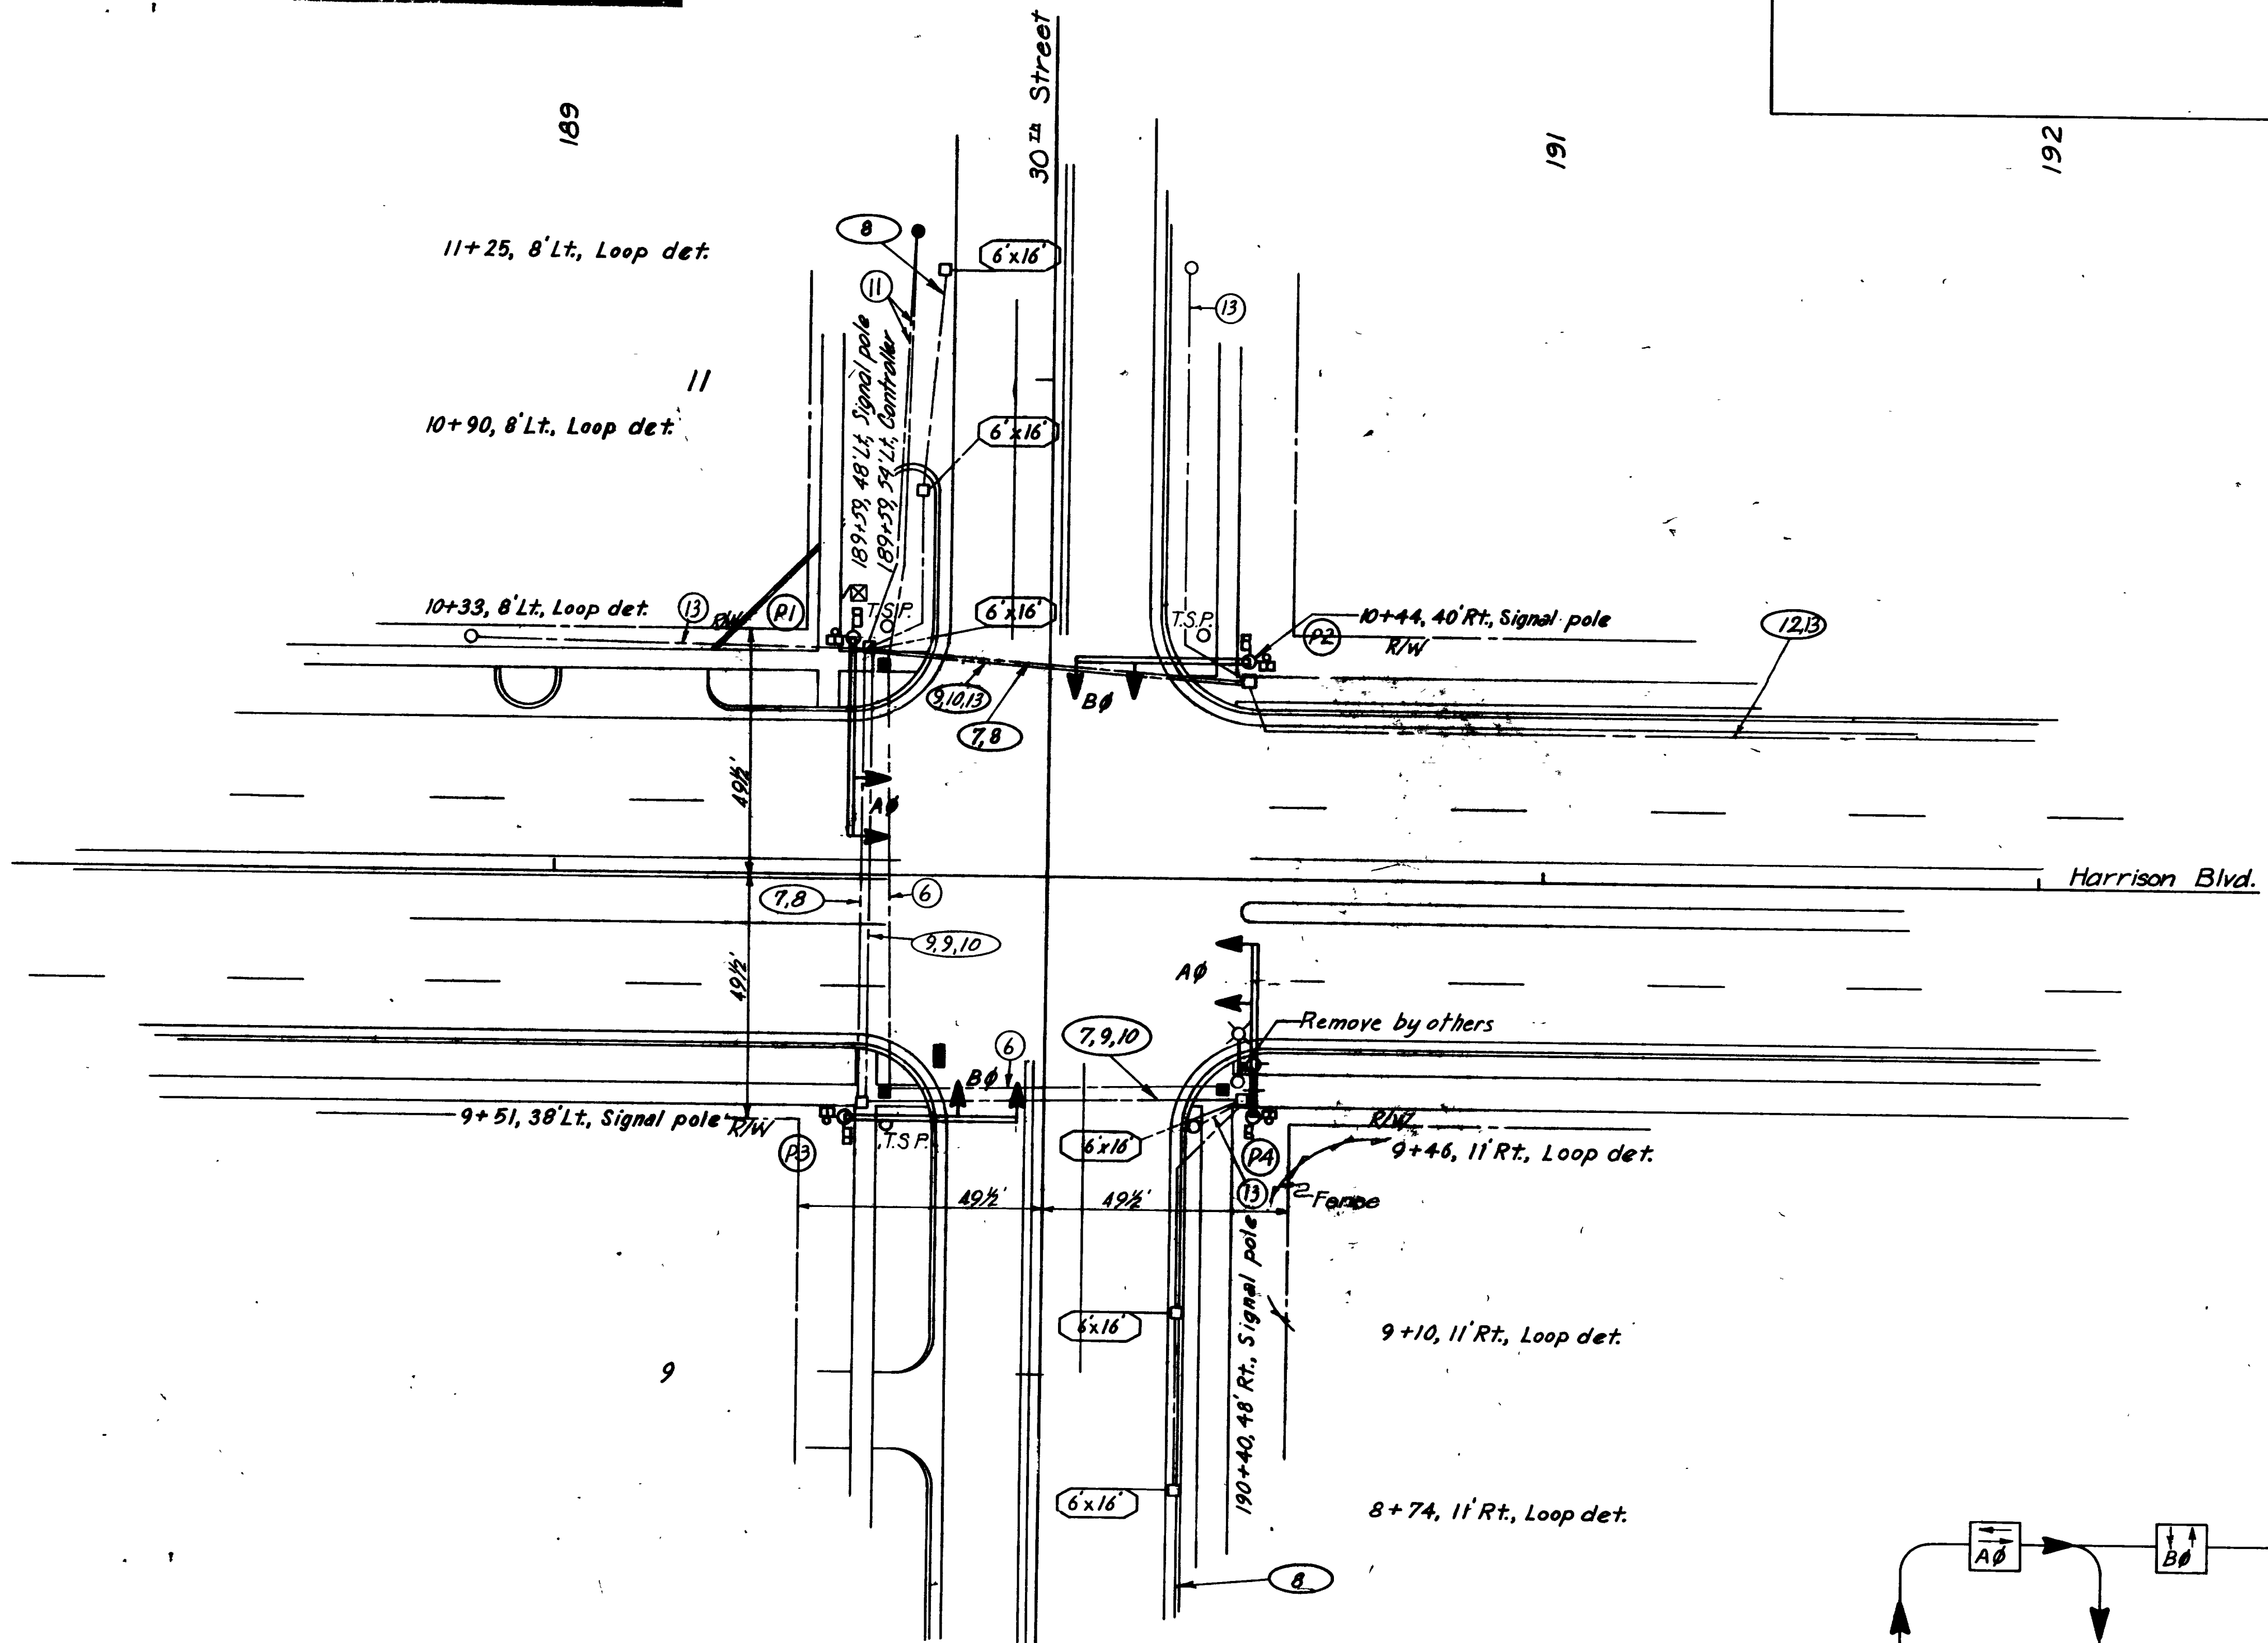 30TH Street
189
191
192
8
6'x16'
11+25, 8'Lt., Loop det.
11
13
189+59, 48'Lt., Signal pole
189+59, 54'Lt., Controller
11
10+90, 8'Lt., Loop det.
6'x16'
10+33, 8'Lt., Loop det.
13
R/W
P1
T.S.P.
6'x16'
T.S.P.
10+44, 40'Rt., Signal pole
P2
R/W
12,13
9,10,13
BØ
7,8
49½'
AØ
Harrison Blvd.
7,8
6
9,9,10
49½'
AØ
Remove by others
7,9,10
6
BØ
9+51, 38'Lt., Signal pole
R/W
T.S.P.
P3
6'x16'
R/W
P4
9+46, 11'Rt., Loop det.
13
Fence
49½'
49½'
190+40, 48' Rt., Signal pole
6'x16'
9+10, 11'Rt., Loop det.
9
6'x16'
8+74, 11'Rt., Loop det.
8
AØ
BØ